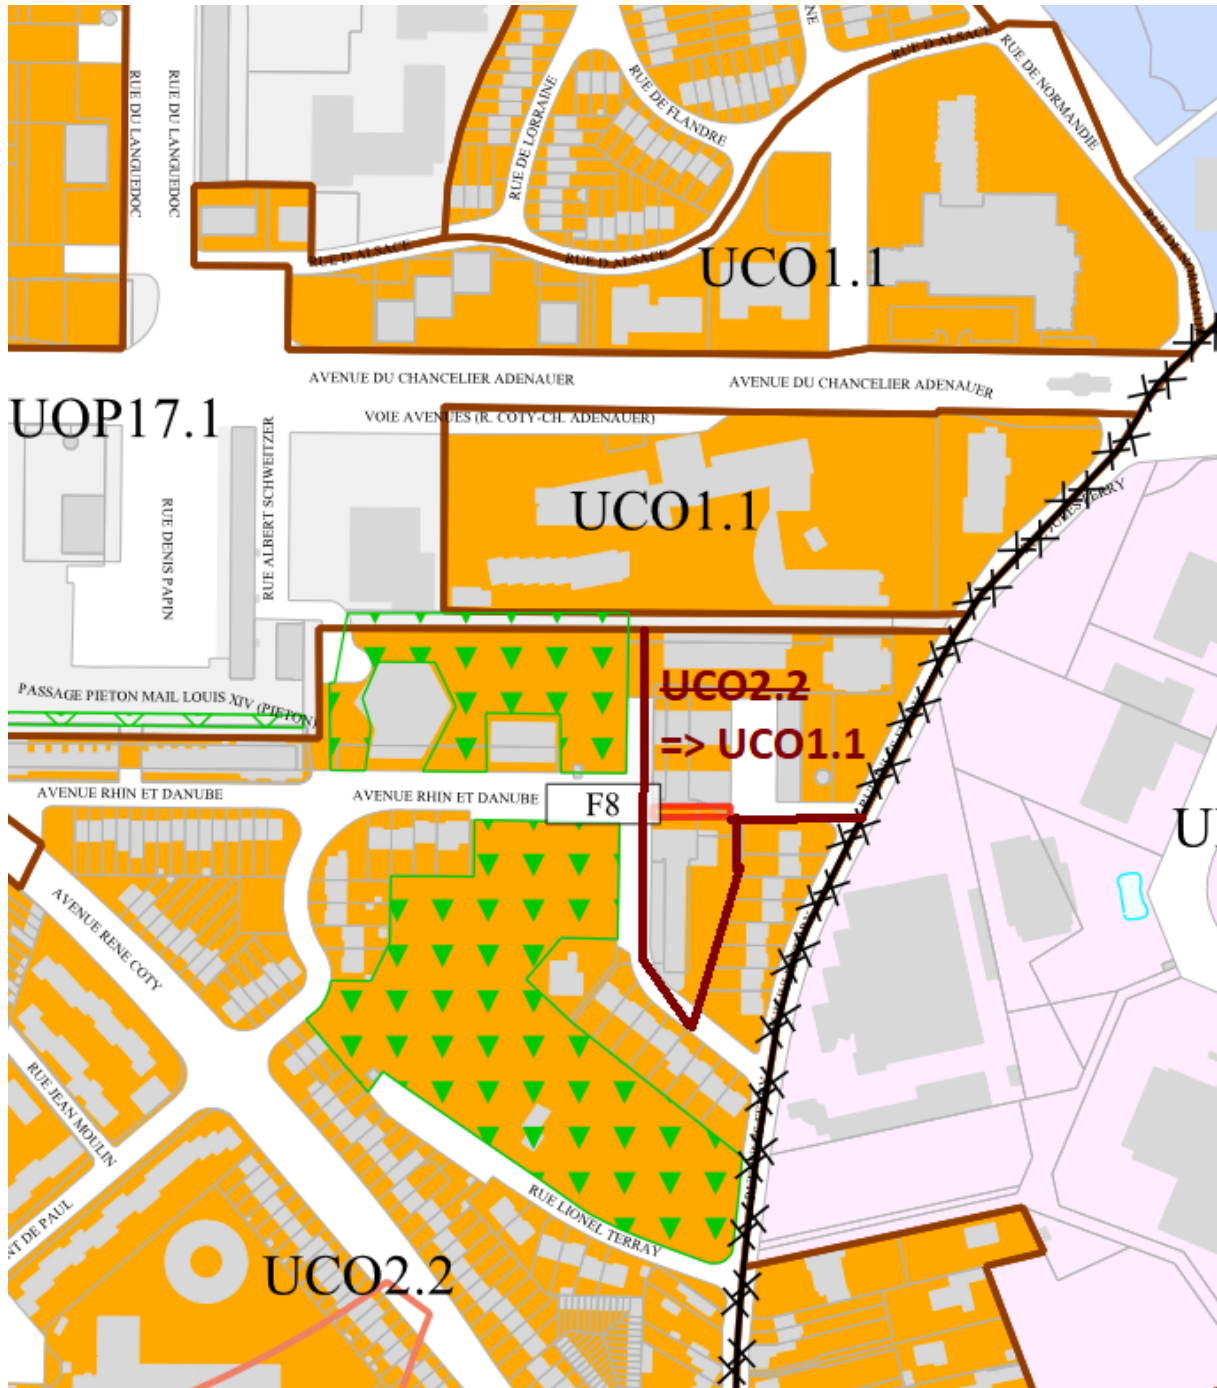 RUE D ALSACE
RUE DE NORMANDIE
RUE DE FLANDRE
RUE DE LORRAINE
RUE DU LANGUEDOC
RUE DU LANGUEDOC
RUE D ALSACE
RUE D ALSACE
UCO1.1
AVENUE DU CHANCELIER ADENAUER
AVENUE DU CHANCELIER ADENAUER
UOP17.1
VOIE AVENUES (R. COTY-CH. ADENAUER)
RUE ALBERT SCHWEITZER
RUE DENIS PAPIN
UCO1.1
PASSAGE PIETON MAIL LOUIS XIV (PIETON)
UCO2.2
=> UCO1.1
AVENUE RHIN ET DANUBE
AVENUE RHIN ET DANUBE
F8
AVENUE RENE COTY
RUE JEAN MOULIN
NT DE PAUL
RUE LIONEL TERRAY
UCO2.2